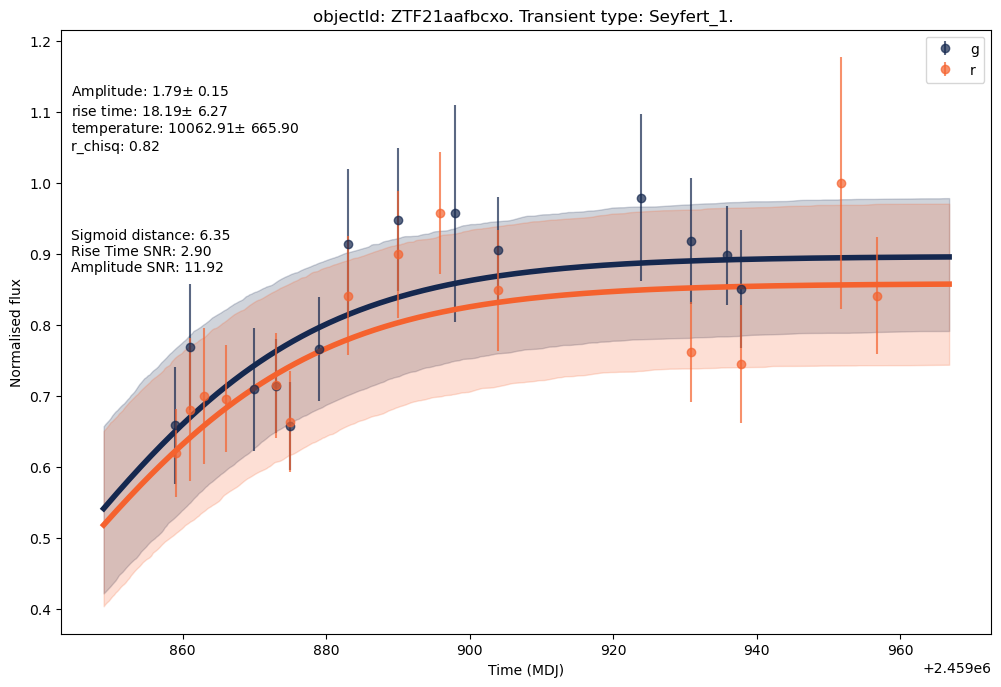 objectId: ZTF21aafbcxo. Transient type: Seyfert_1.
1.2
1.1
1.0
0.9
0.8
0.7
0.6
0.5
0.4
Normalised flux
Amplitude: 1.79± 0.15
rise time: 18.19± 6.27
temperature: 10062.91± 665.90
r_chisq: 0.82
Sigmoid distance: 6.35
Rise Time SNR: 2.90
Amplitude SNR: 11.92
g
r
860 880 900 920 940 960
+2.459e6
Time (MDJ)